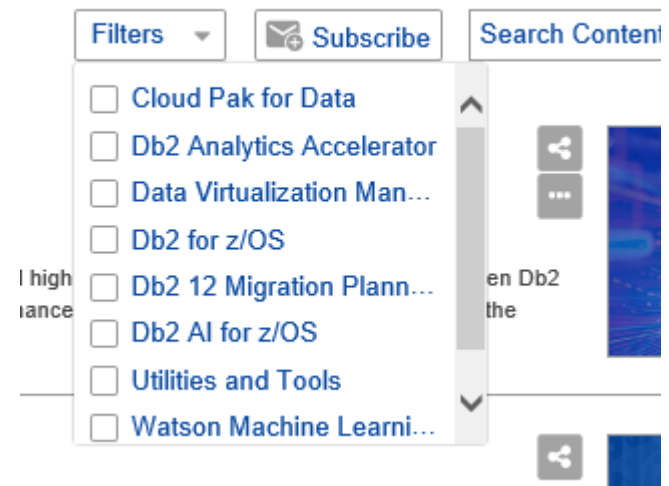 Filters
Subscribe
Search Content
Cloud Pak for Data
Db2 Analytics Accelerator
Data Virtualization Man...
Db2 for z/OS
high
en Db2
Db2 12 Migration Plann...
the
Db2 AI for z/OS
Utilities and Tools
Watson Machine Learni...